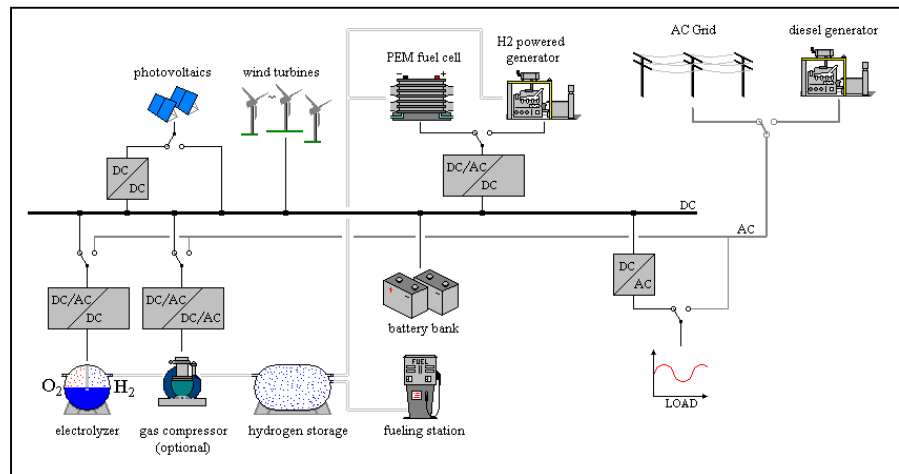 AC Grid
diesel generator
PEM fuel cell
H2 powered
generator
photovoltaics
wind turbines
− +
DC
DC
DC/AC
DC
DC
AC
DC/AC
DC
DC/AC
DC/AC
DC
AC
battery bank
FUEL
O2
H2
LOAD
electrolyzer
gas compressor
(optional)
hydrogen storage
fueling station